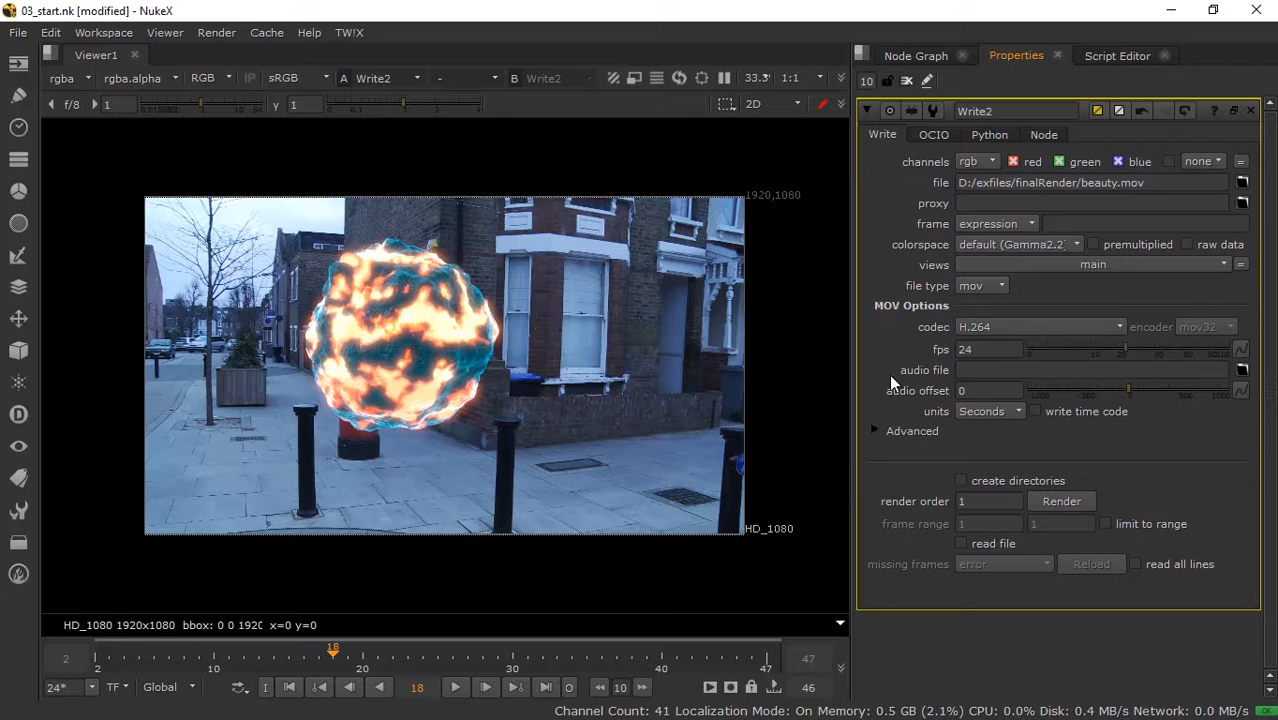 03_start.nk [modified] - NukeX
File Edit Workspace Viewer Render Cache Help TW!X
Viewer1
Node Graph Properties Script Editor
rgba rgba.alpha RGB IP sRGB A Write2 - B Write2 33.3 1:1
10
f/8 1 γ 1 2D
Write2
Write OCIO Python Node
channels rgb red green blue none =
file D:/exfiles/finalRender/beauty.mov
proxy
frame expression
colorspace default (Gamma2.2) premultiplied raw data
views main =
file type mov
MOV Options
codec H.264 encoder mov32
fps 24
audio file
audio offset 0
units Seconds write time code
Advanced
create directories
render order 1 Render
frame range 1 1 limit to range
read file
missing frames error Reload read all lines
1920,1080
HD_1080
HD_1080 1920x1080 bbox: 0 0 1920 x=0 y=0
18
2 2 10 20 30 40 47 47
24* TF Global I 18 O 10 46
Channel Count: 41 Localization Mode: On Memory: 0.5 GB (2.1%) CPU: 0.0% Disk: 0.4 MB/s Network: 0.0 MB/s